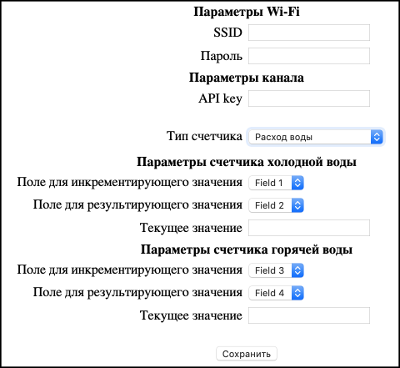 Параметры Wi-Fi
SSID
Пароль
Параметры канала
API key
Тип счетчика Расход воды
Параметры счетчика холодной воды
Поле для инкрементирующего значения Field 1
Поле для результирующего значения Field 2
Текущее значение
Параметры счетчика горячей воды
Поле для инкрементирующего значения Field 3
Поле для результирующего значения Field 4
Текущее значение
Сохранить